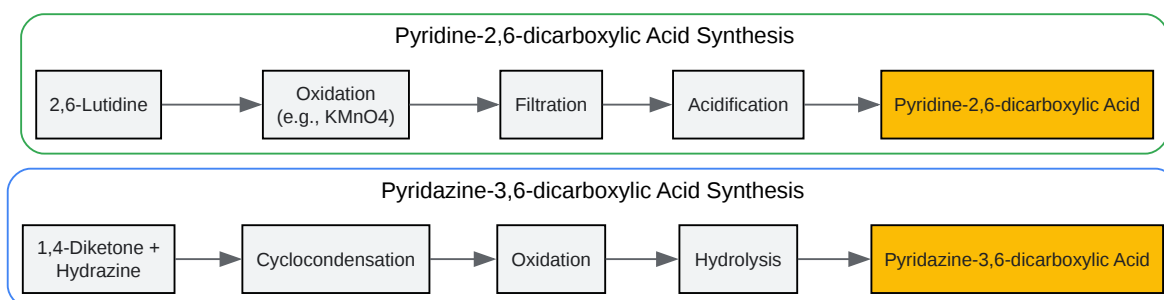 Pyridine-2,6-dicarboxylic Acid Synthesis
2,6-Lutidine
Oxidation
(e.g., KMnO4)
Filtration
Acidification
Pyridine-2,6-dicarboxylic Acid
Pyridazine-3,6-dicarboxylic Acid Synthesis
1,4-Diketone +
Hydrazine
Cyclocondensation
Oxidation
Hydrolysis
Pyridazine-3,6-dicarboxylic Acid